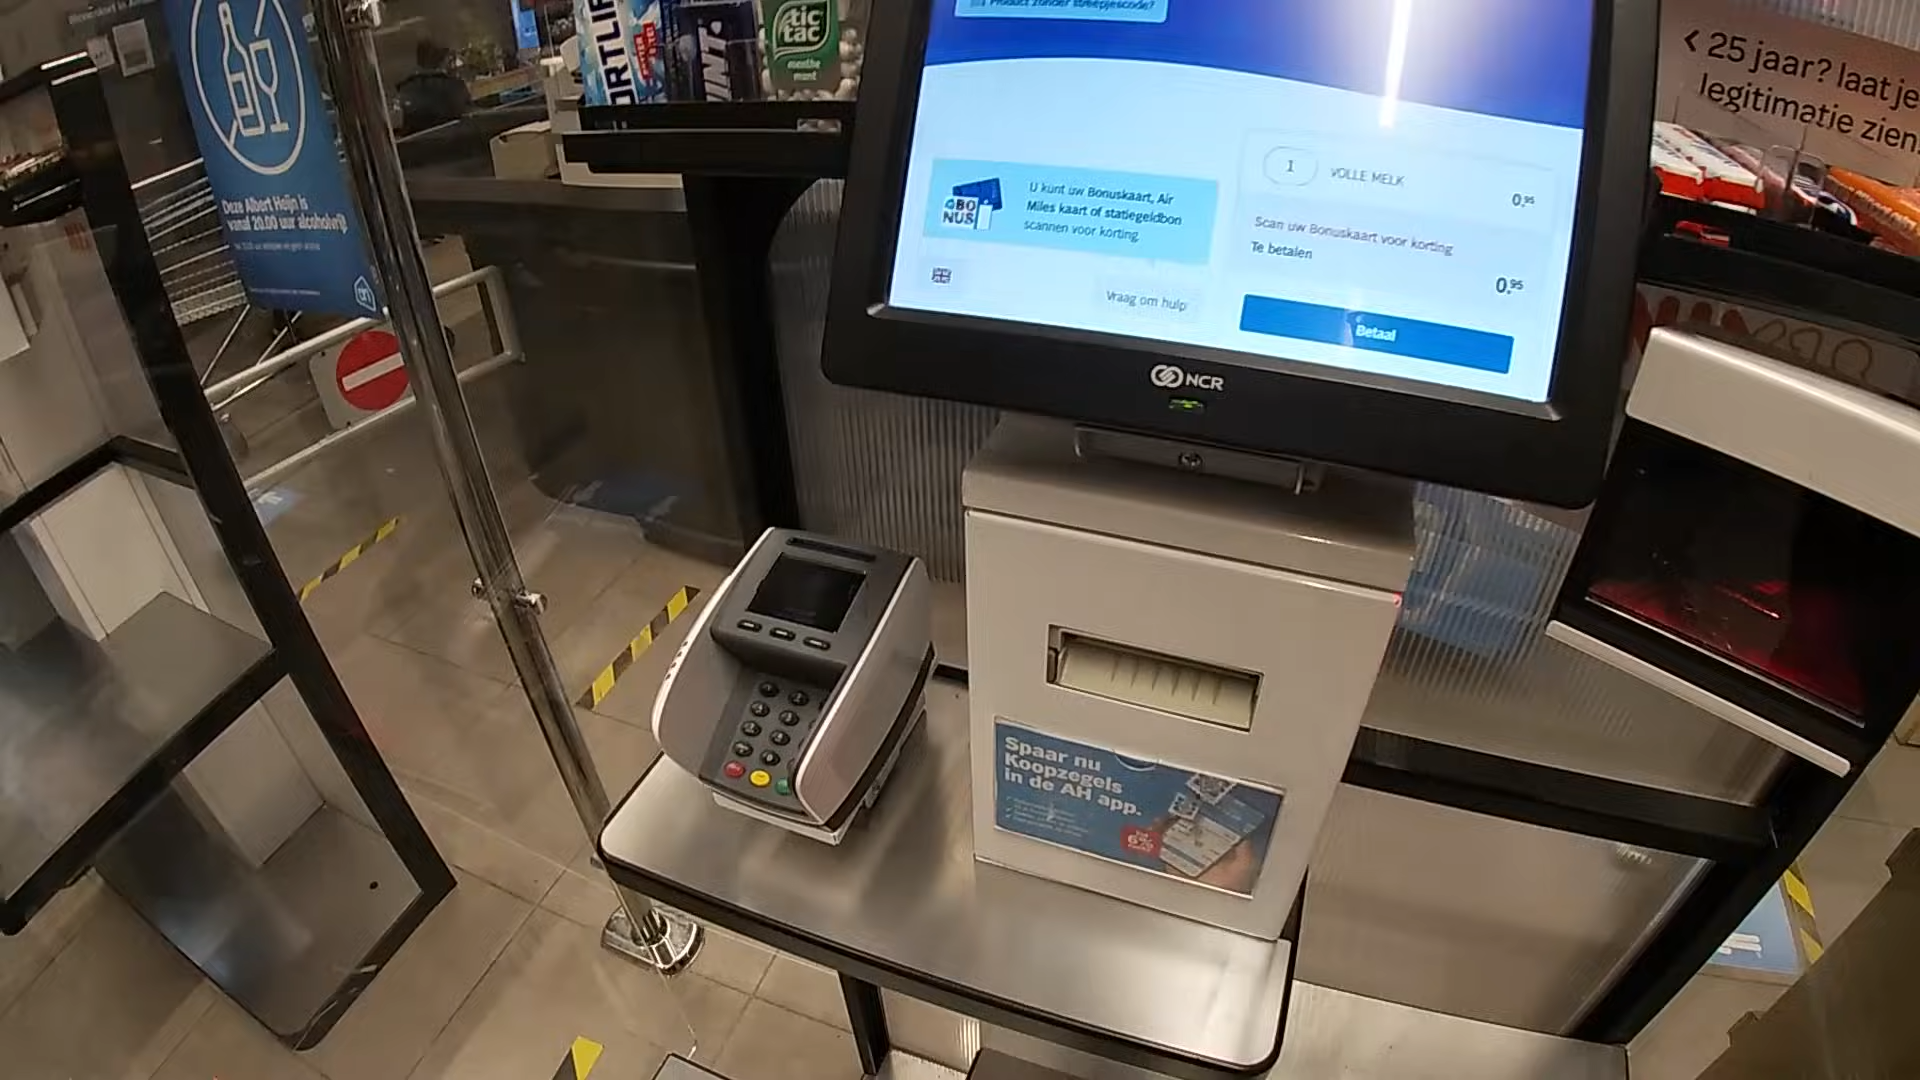 Product zonder streepjescode?
tic
tac
menthe
mint
< 25 jaar? laat je
legitimatie zien
Deze Albert Heijn is
vanaf 20.00 uur alcoholvrij
BO
NUS
U kunt uw Bonuskaart, Air
Miles kaart of statiegeldbon
scannen voor korting.
1 VOLLE MELK 0.95
Scan uw Bonuskaart voor korting
Te betalen
0.95
Vraag om hulp
Betaal
NCR
Spaar nu
Koopzegels
in de AH app.
6%